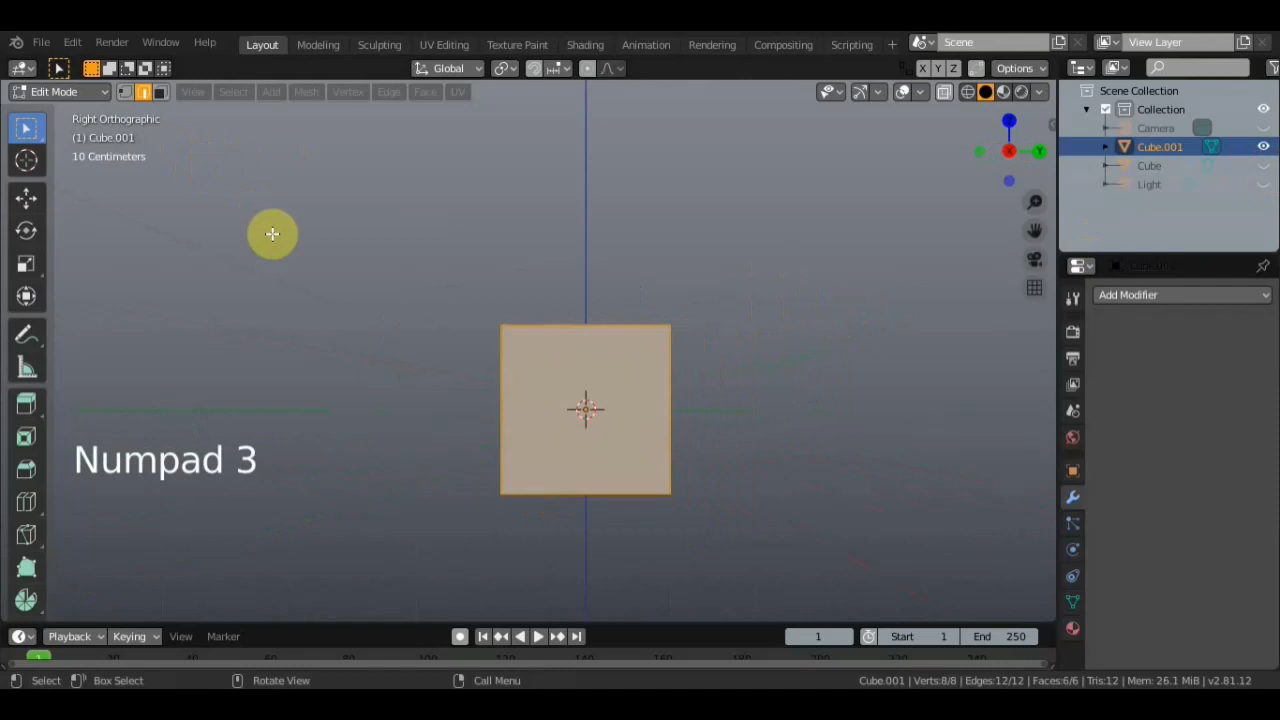 File Edit Render Window Help Layout Modeling Sculpting UV Editing Texture Paint Shading Animation Rendering Compositing Scripting + Scene View Layer
Global X Y Z Options
Edit Mode View Select Add Mesh Vertex Edge Face UV
Scene Collection
Collection
Camera
Cube.001
Cube
Light
Right Orthographic
(1) Cube.001
10 Centimeters
Z
X
Y
Add Modifier
Numpad 3
Playback Keying View Marker 1 Start 1 End 250
Select Box Select Rotate View Call Menu Cube.001 | Verts:8/8 | Edges:12/12 | Faces:6/6 | Tris:12 | Mem: 26.1 MiB | v2.81.12